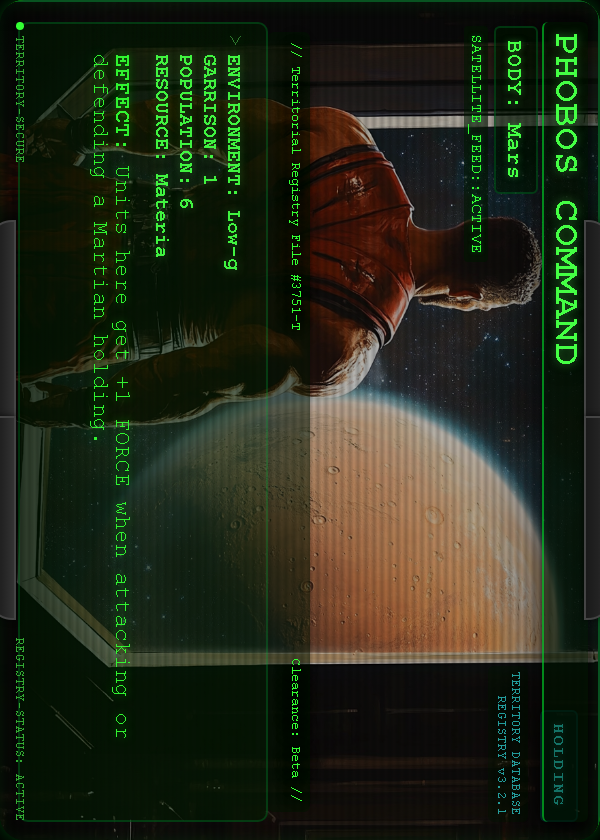 PHOBOS COMMAND
HOLDING
BODY: Mars
TERRITORY DATABASE
REGISTRY v3.2.1
SATELLITE_FEED::ACTIVE
// Territorial Registry File #3751-T
Clearance: Beta //
> ENVIRONMENT: Low-g
GARRISON: 1
POPULATION: 6
RESOURCE: Materia
EFFECT: Units here get +1 FORCE when attacking or
defending a Martian holding.
TERRITORY-SECURE
REGISTRY-STATUS: ACTIVE